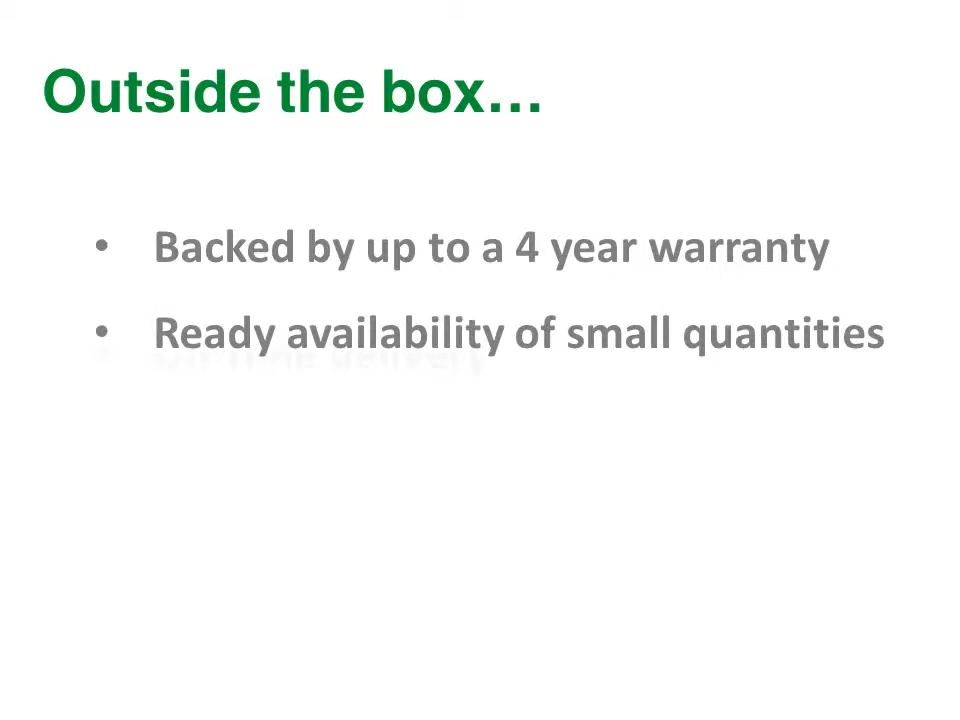 Outside the box…
• Backed by up to a 4 year warranty
• Ready availability of small quantities